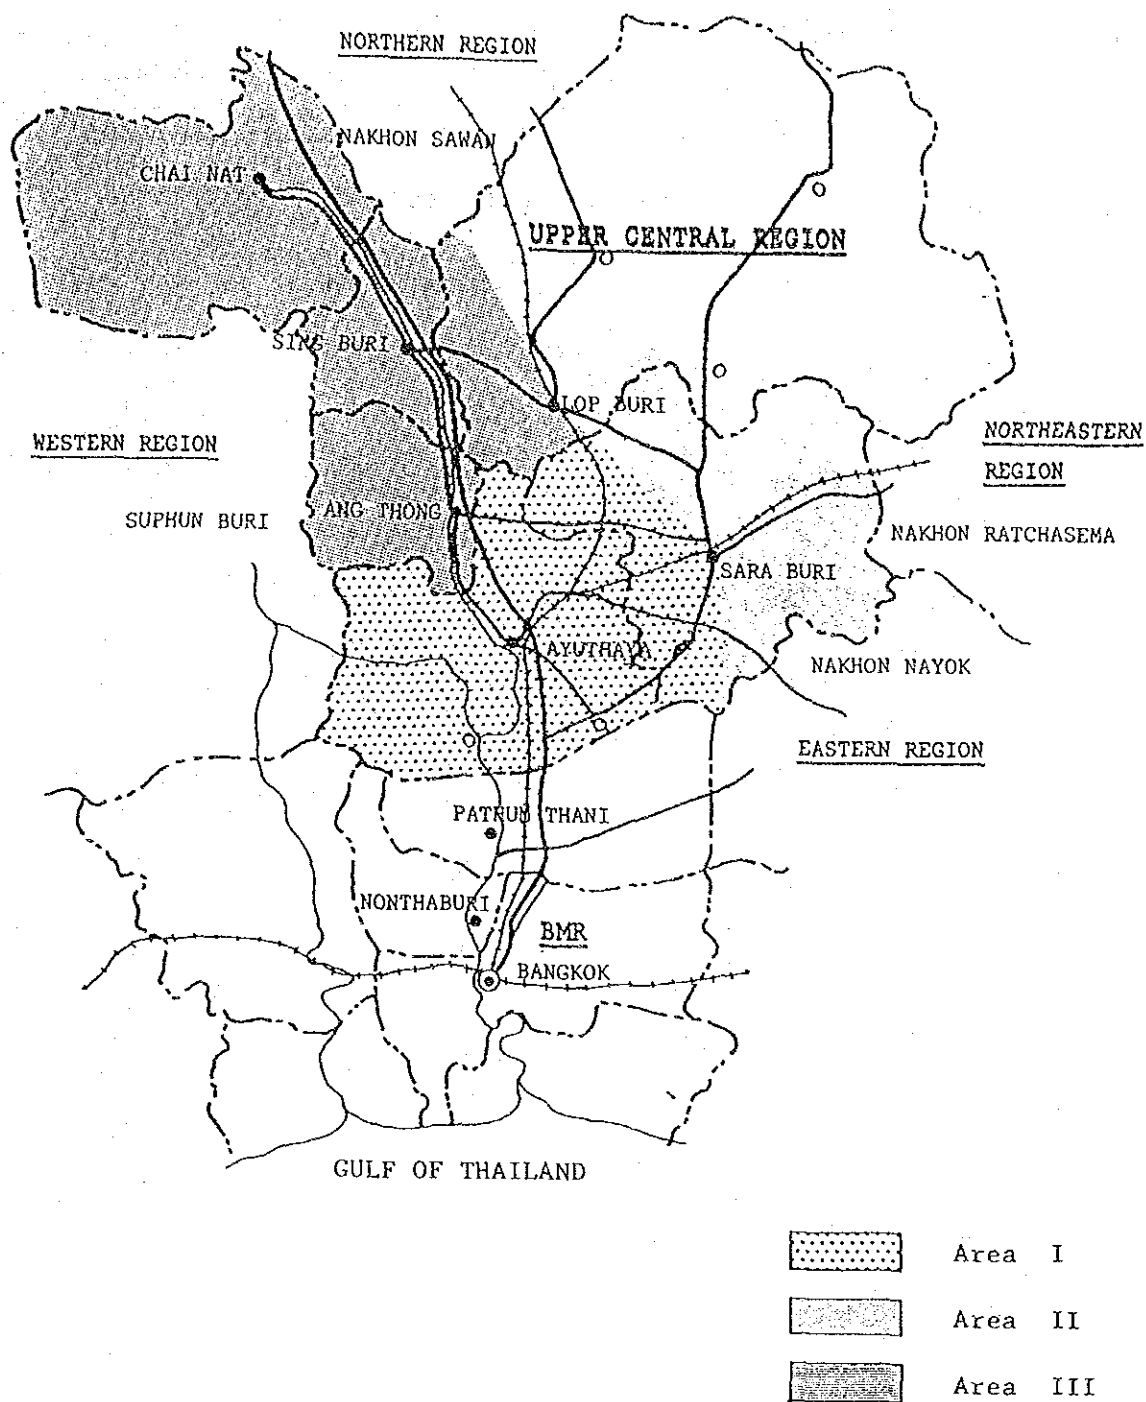 NORTHERN REGION
NAKHON SAWAN
CHAI NAT
UPPER CENTRAL REGION
SING BURI
LOP BURI
WESTERN REGION
NORTHEASTERN
REGION
SUPHUN BURI
ANG THONG
NAKHON RATCHASEMA
SARA BURI
AYUTHAYA
NAKHON NAYOK
EASTERN REGION
PATHUM THANI
NONTHABURI
BMR
BANGKOK
GULF OF THAILAND
Area I
Area II
Area III